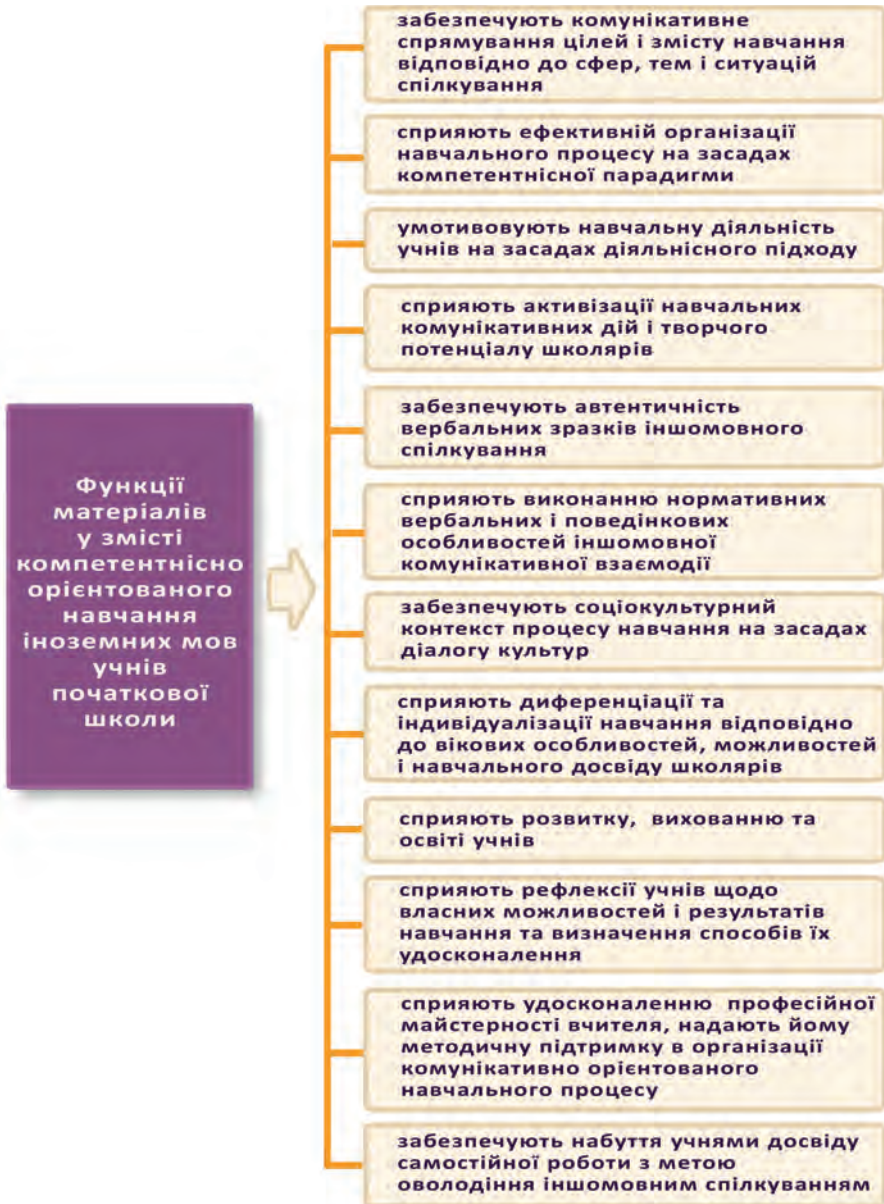 Функції
матеріалів
у змісті
компетентнісно
орієнтованого
навчання
іноземних мов
учнів
початкової
школи
забезпечують комунікативне
спрямування цілей і змісту навчання
відповідно до сфер, тем і ситуацій
спілкування
сприяють ефективній організації
навчального процесу на засадах
компетентнісної парадигми
умотивовують навчальну діяльність
учнів на засадах діяльнісного підходу
сприяють активізації навчальних
комунікативних дій і творчого
потенціалу школярів
забезпечують автентичність
вербальних зразків іншомовного
спілкування
сприяють виконанню нормативних
вербальних і поведінкових
особливостей іншомовної
комунікативної взаємодії
забезпечують соціокультурний
контекст процесу навчання на засадах
діалогу культур
сприяють диференціації та
індивідуалізації навчання відповідно
до вікових особливостей, можливостей
і навчального досвіду школярів
сприяють розвитку, вихованню та
освіті учнів
сприяють рефлексії учнів щодо
власних можливостей і результатів
навчання та визначення способів їх
удосконалення
сприяють удосконаленню професійної
майстерності вчителя, надають йому
методичну підтримку в організації
комунікативно орієнтованого
навчального процесу
забезпечують набуття учнями досвіду
самостійної роботи з метою
оволодіння іншомовним спілкуванням